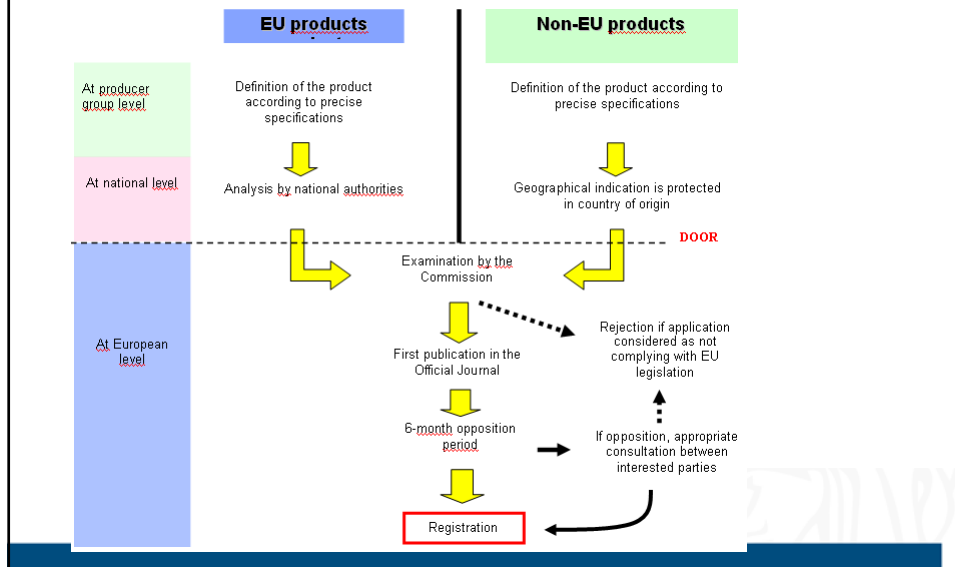 EU products
Non-EU products
At producer
group level
Definition of the product
according to precise
specifications
Definition of the product according to
precise specifications
At national level
Analysis by national authorities
Geographical indication is protected
in country of origin
DOOR
Examination by the
Commission
At European
level
First publication in the
Official Journal
Rejection if application
considered as not
complying with EU
legislation
6-month opposition
period
If opposition, appropriate
consultation between
interested parties
Registration